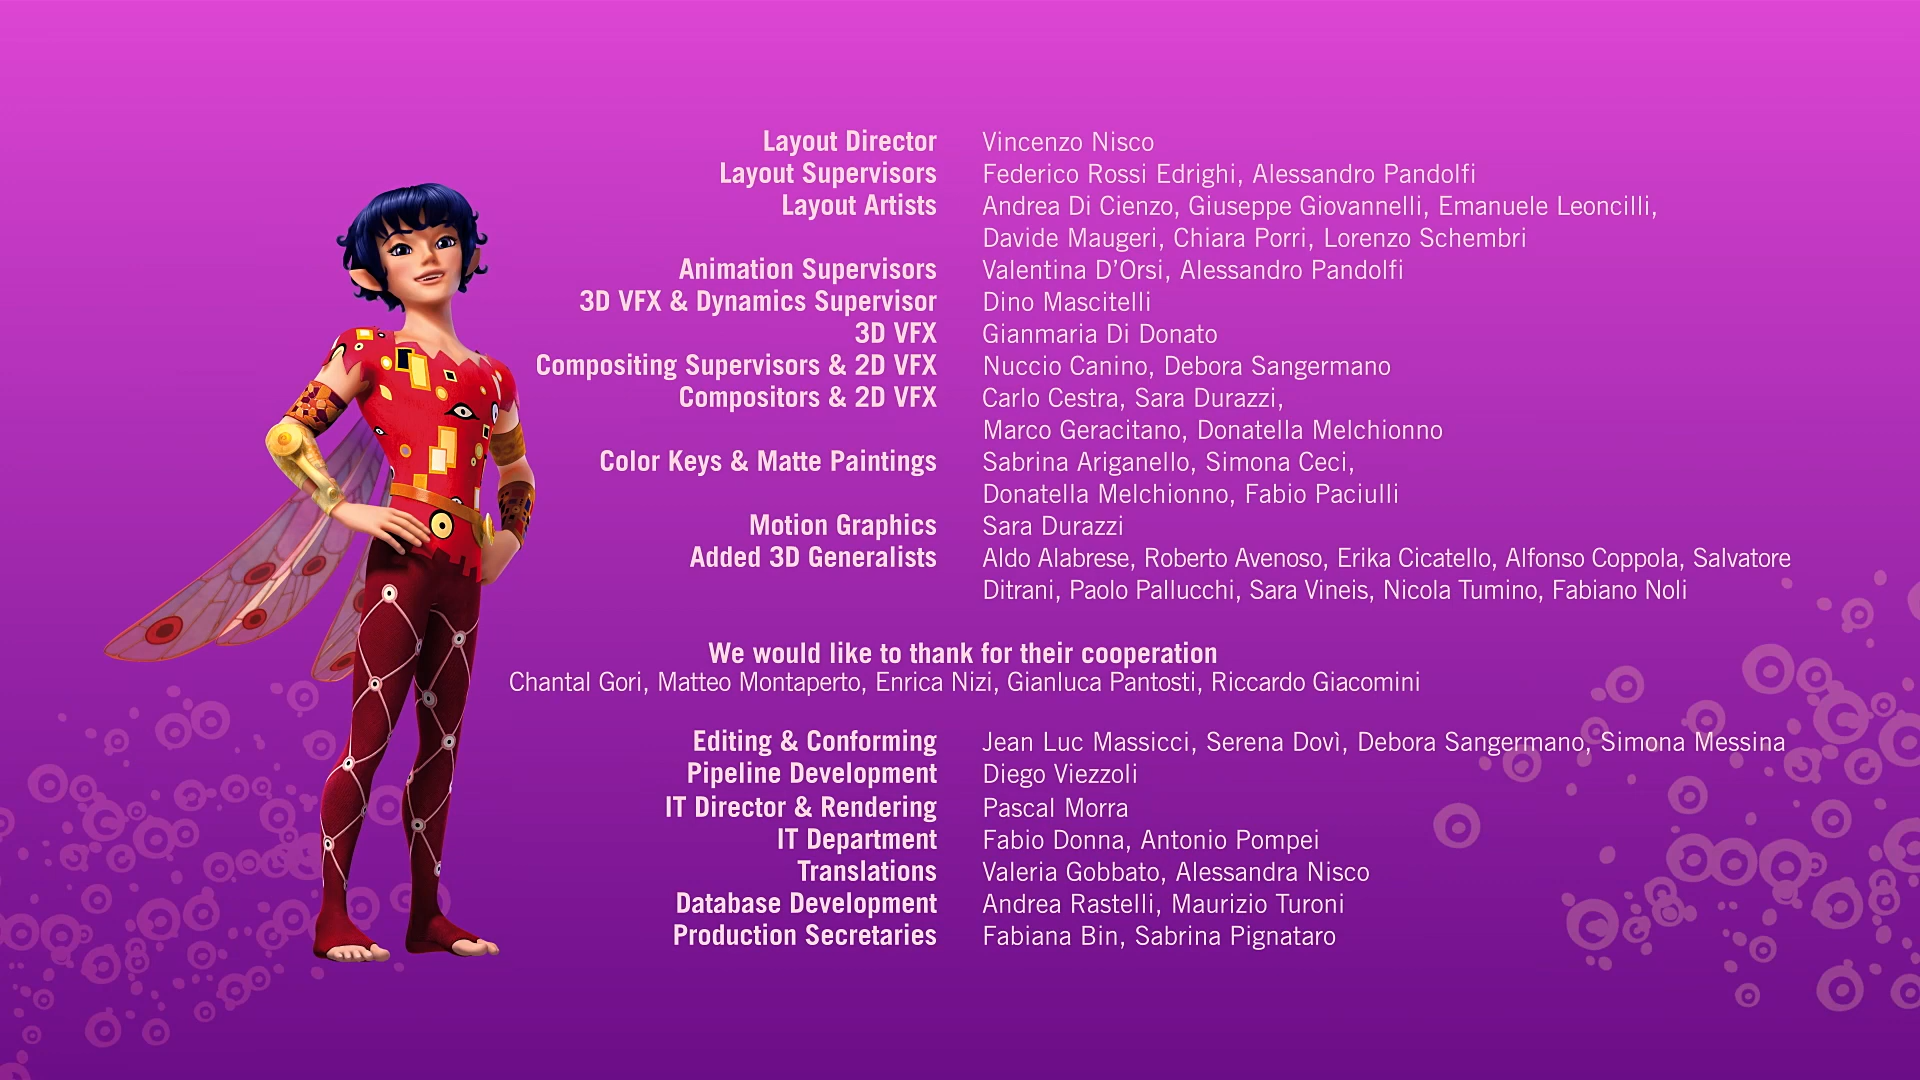 Layout Director Vincenzo Nisco
Layout Supervisors Federico Rossi Edrighi, Alessandro Pandolfi
Layout Artists Andrea Di Cienzo, Giuseppe Giovannelli, Emanuele Leoncilli,
Davide Maugeri, Chiara Porri, Lorenzo Schembri
Animation Supervisors Valentina D'Orsi, Alessandro Pandolfi
3D VFX & Dynamics Supervisor Dino Mascitelli
3D VFX Gianmaria Di Donato
Compositing Supervisors & 2D VFX Nuccio Canino, Debora Sangermano
Compositors & 2D VFX Carlo Cestra, Sara Durazzi,
Marco Geracitano, Donatella Melchionno
Color Keys & Matte Paintings Sabrina Ariganello, Simona Ceci,
Donatella Melchionno, Fabio Paciulli
Motion Graphics Sara Durazzi
Added 3D Generalists Aldo Alabrese, Roberto Avenoso, Erika Cicatello, Alfonso Coppola, Salvatore
Ditrani, Paolo Pallucchi, Sara Vineis, Nicola Tumino, Fabiano Noli
We would like to thank for their cooperation
Chantal Gori, Matteo Montaperto, Enrica Nizi, Gianluca Pantosti, Riccardo Giacomini
Editing & Conforming Jean Luc Massicci, Serena Dovì, Debora Sangermano, Simona Messina
Pipeline Development Diego Viezzoli
IT Director & Rendering Pascal Morra
IT Department Fabio Donna, Antonio Pompei
Translations Valeria Gobbato, Alessandra Nisco
Database Development Andrea Rastelli, Maurizio Turoni
Production Secretaries Fabiana Bin, Sabrina Pignataro